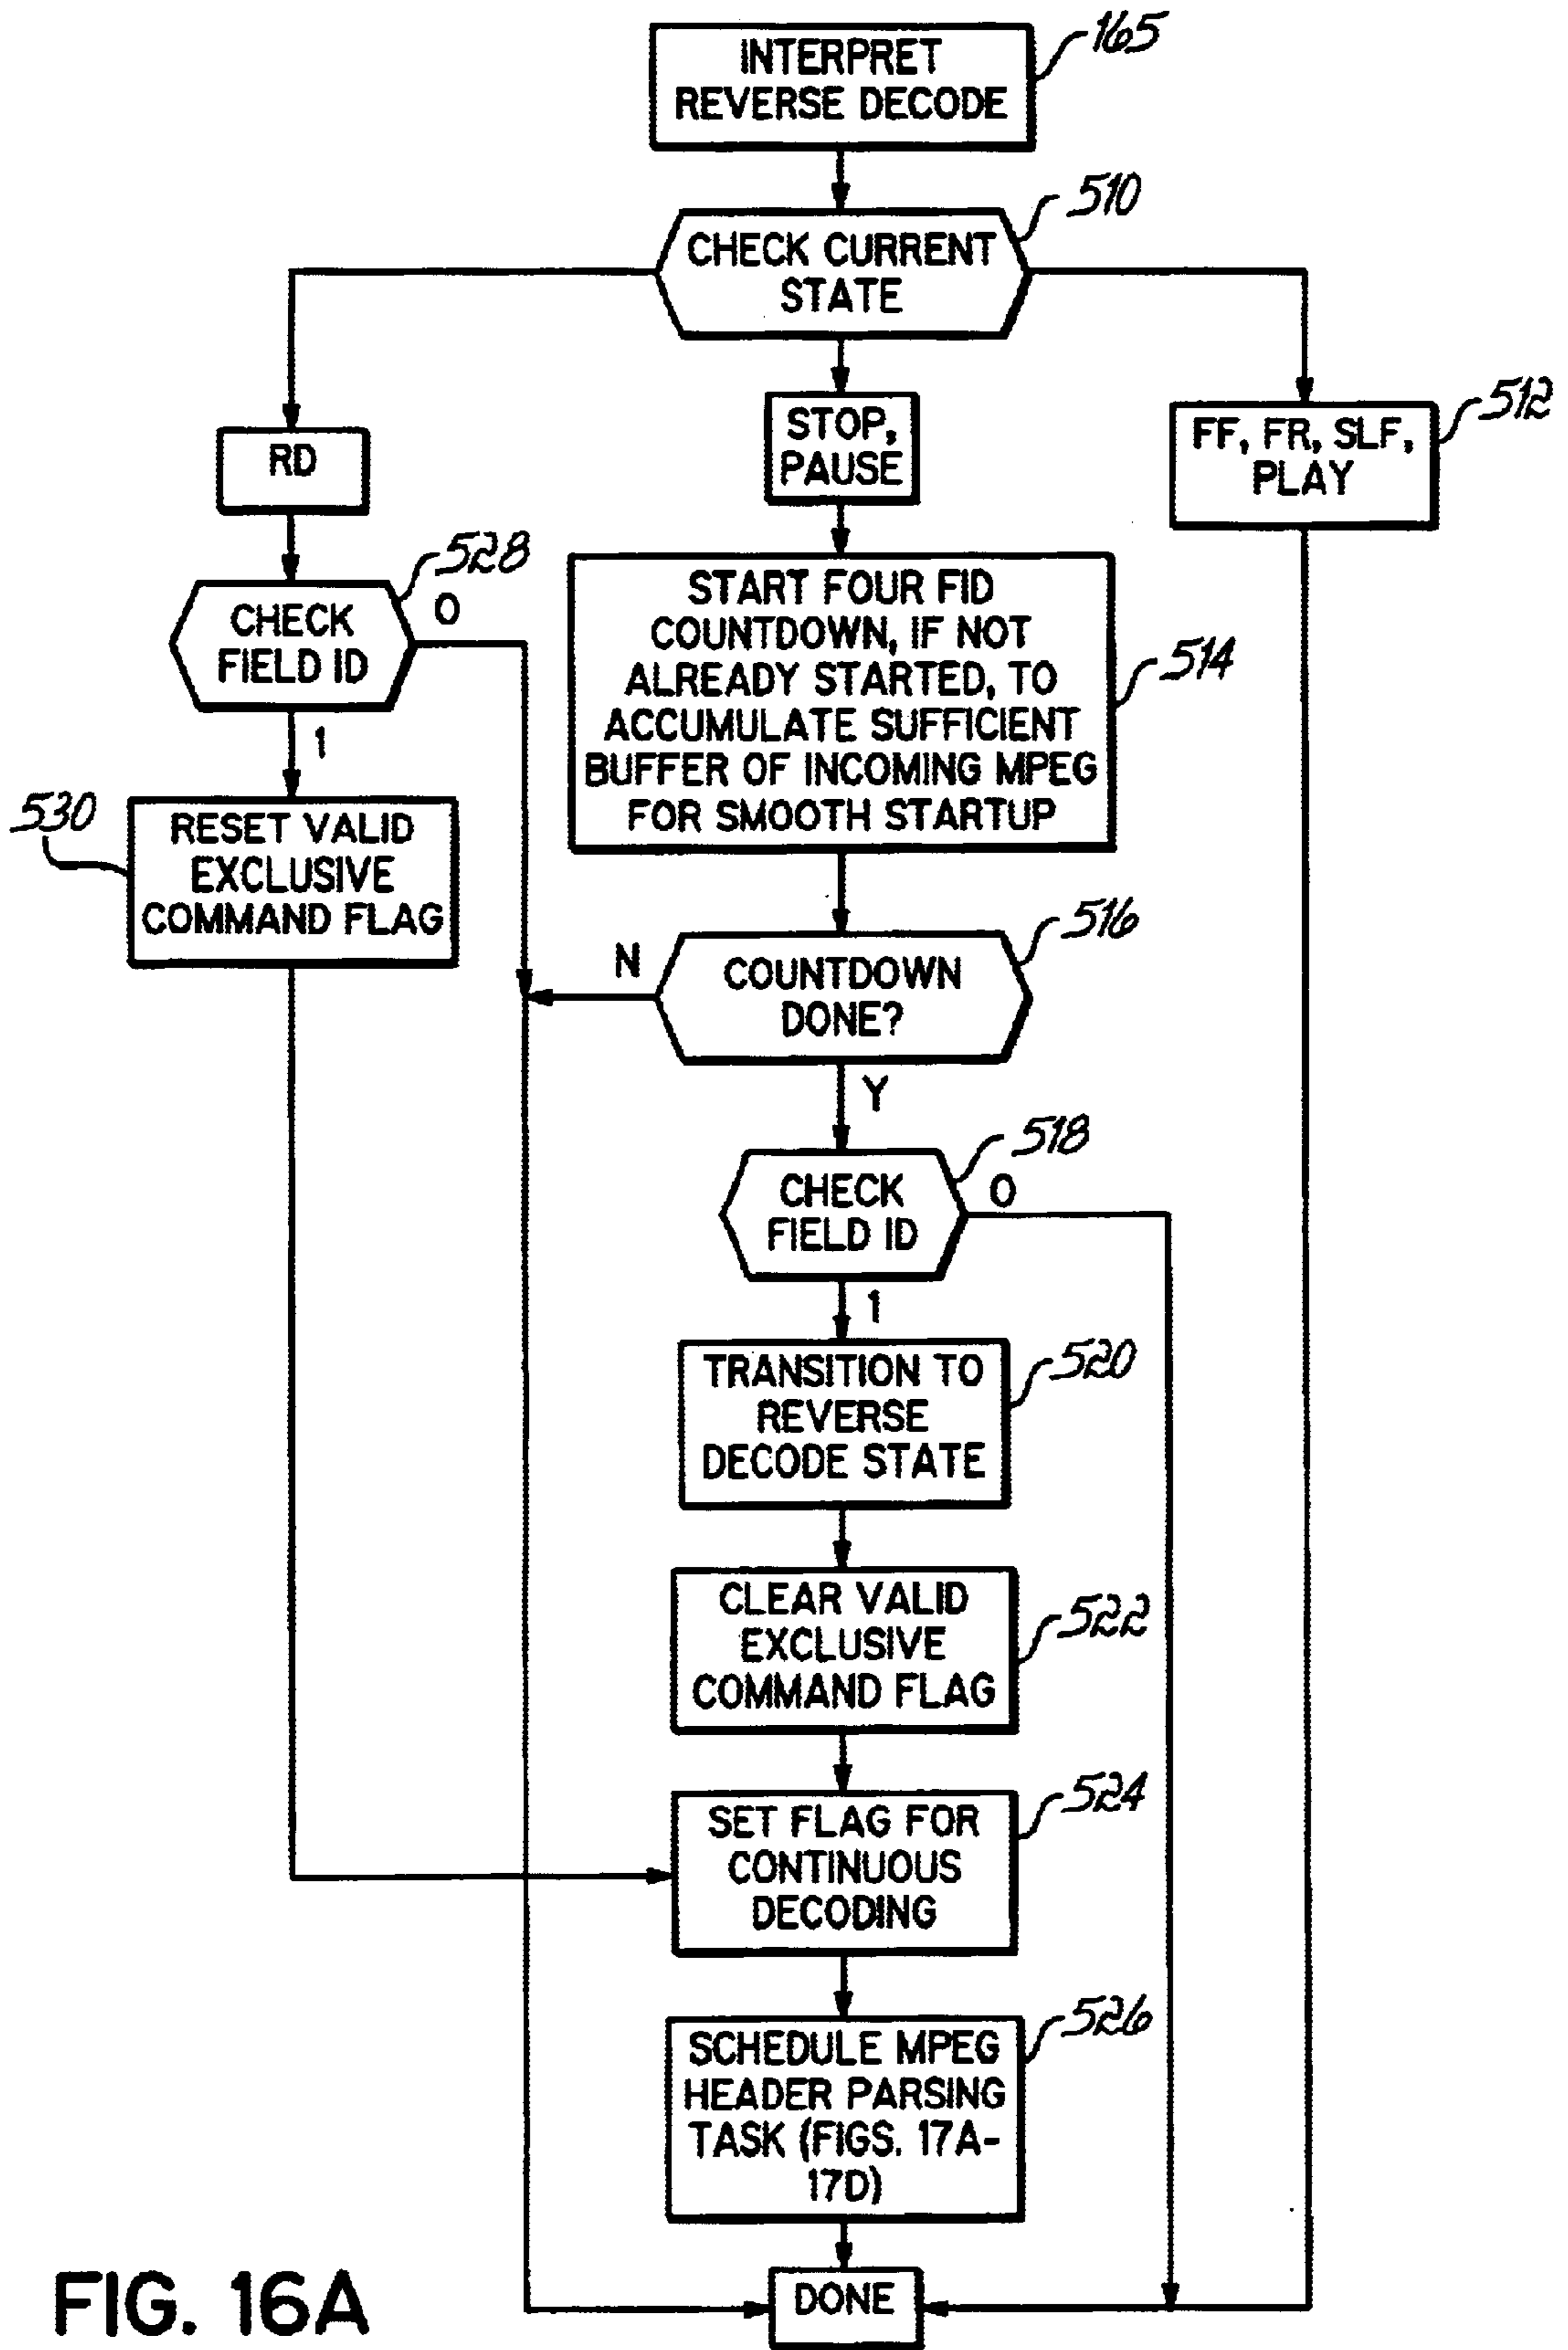 INTERPRET
REVERSE DECODE
165
CHECK CURRENT
STATE
510
RD
STOP,
PAUSE
FF, FR, SLF,
PLAY
512
CHECK
FIELD ID
528
0
1
START FOUR FID
COUNTDOWN, IF NOT
ALREADY STARTED, TO
ACCUMULATE SUFFICIENT
BUFFER OF INCOMING MPEG
FOR SMOOTH STARTUP
514
530
RESET VALID
EXCLUSIVE
COMMAND FLAG
COUNTDOWN
DONE?
516
N
Y
CHECK
FIELD ID
518
0
1
TRANSITION TO
REVERSE
DECODE STATE
520
CLEAR VALID
EXCLUSIVE
COMMAND FLAG
522
SET FLAG FOR
CONTINUOUS
DECODING
524
SCHEDULE MPEG
HEADER PARSING
TASK (FIGS. 17A-
17D)
526
DONE
FIG. 16A